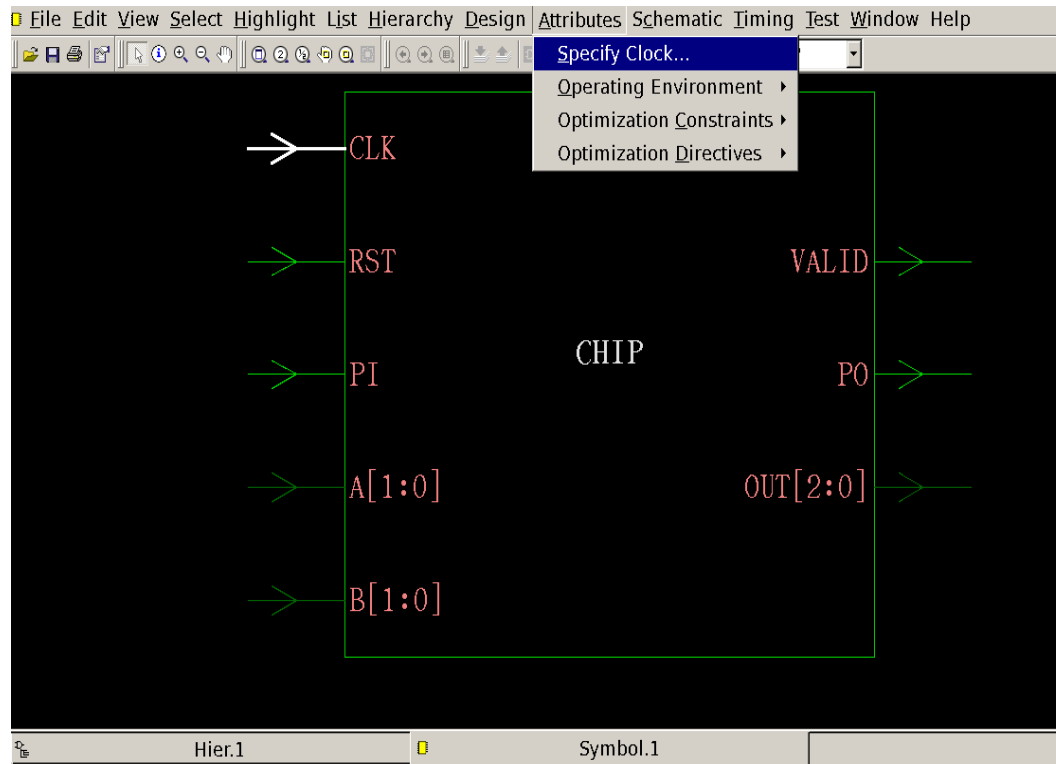 File Edit View Select Highlight List Hierarchy Design Attributes Schematic Timing Test Window Help
Specify Clock...
Operating Environment
Optimization Constraints
Optimization Directives
CLK
RST
VALID
CHIP
PI
PO
A[1:0]
OUT[2:0]
B[1:0]
Hier.1
Symbol.1